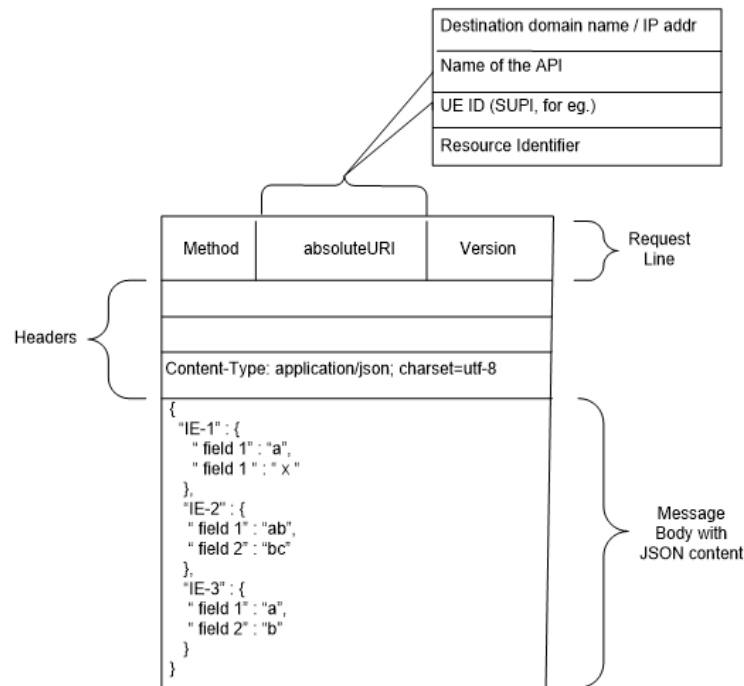 Destination domain name / IP addr
Name of the API
UE ID (SUPI, for eg.)
Resource Identifier
Method
absoluteURI
Version
Request
Line
Headers
Content-Type: application/json; charset=utf-8
{
“IE-1” : {
“ field 1” : “a”,
“ field 1 ” : “ x ”
},
“IE-2” : {
“ field 1” : “ab”,
“ field 2” : “bc”
},
“IE-3” : {
“ field 1” : “a”,
“ field 2” : “b”
}
}
Message
Body with
JSON content